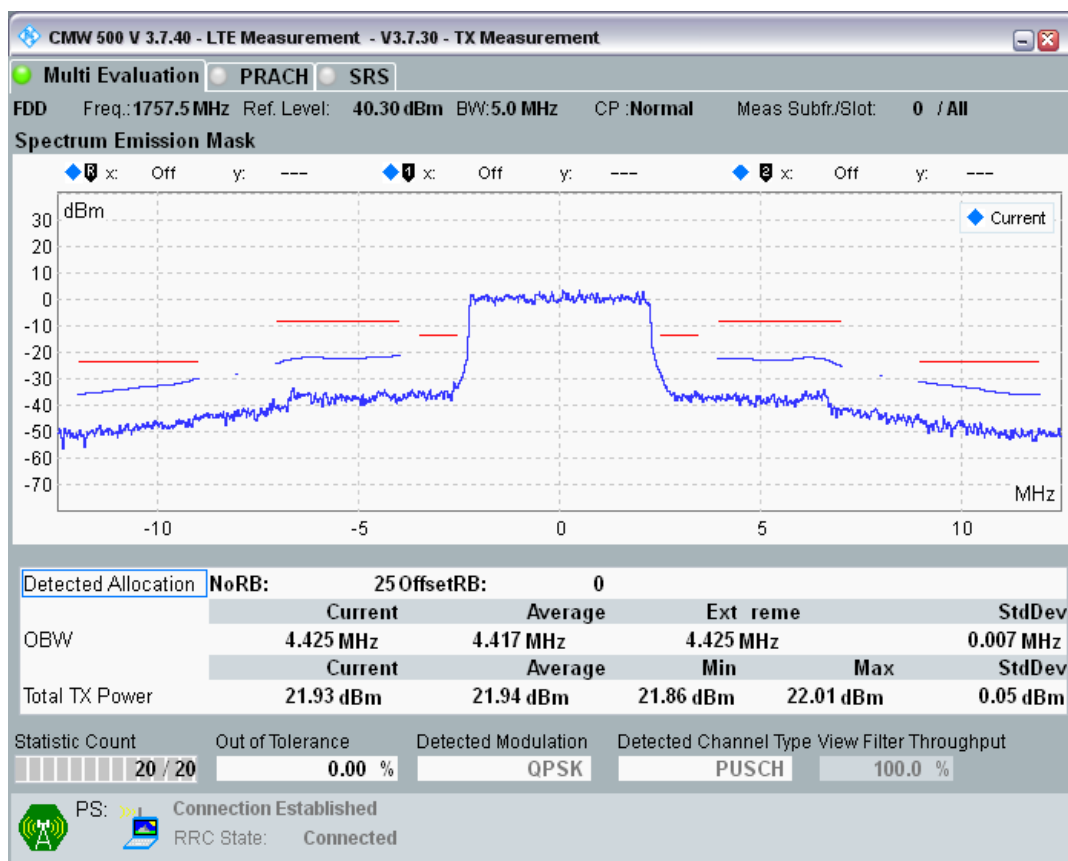 CMW 500 V 3.7.40 - LTE Measurement - V3.7.30 - TX Measurement
Multi Evaluation PRACH SRS
FDD Freq.: 1757.5 MHz Ref. Level: 40.30 dBm BW: 5.0 MHz CP : Normal Meas Subfr./Slot: 0 / All
Spectrum Emission Mask
R x: Off y: --- 1 x: Off y: --- 2 x: Off y: ---
dBm
Current
30
20
10
0
-10
-20
-30
-40
-50
-60
-70
MHz
-10 -5 0 5 10
Detected Allocation NoRB: 25 OffsetRB: 0
Current Average Ext reme StdDev
OBW 4.425 MHz 4.417 MHz 4.425 MHz 0.007 MHz
Current Average Min Max StdDev
Total TX Power 21.93 dBm 21.94 dBm 21.86 dBm 22.01 dBm 0.05 dBm
Statistic Count Out of Tolerance Detected Modulation Detected Channel Type View Filter Throughput
20 / 20 0.00 % QPSK PUSCH 100.0 %
PS: Connection Established
RRC State: Connected